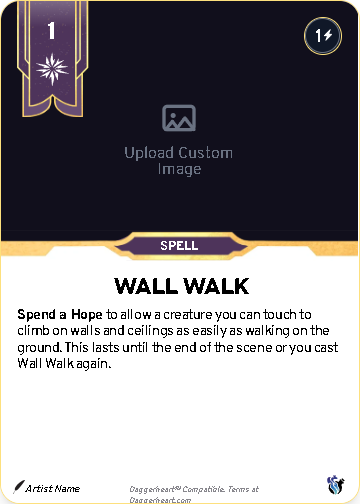 1
1
Upload Custom
Image
SPELL
WALL WALK
Spend a Hope to allow a creature you can touch to
climb on walls and ceilings as easily as walking on the
ground. This lasts until the end of the scene or you cast
Wall Walk again.
Artist Name
Daggerheart™ Compatible. Terms at
Daggerheart.com